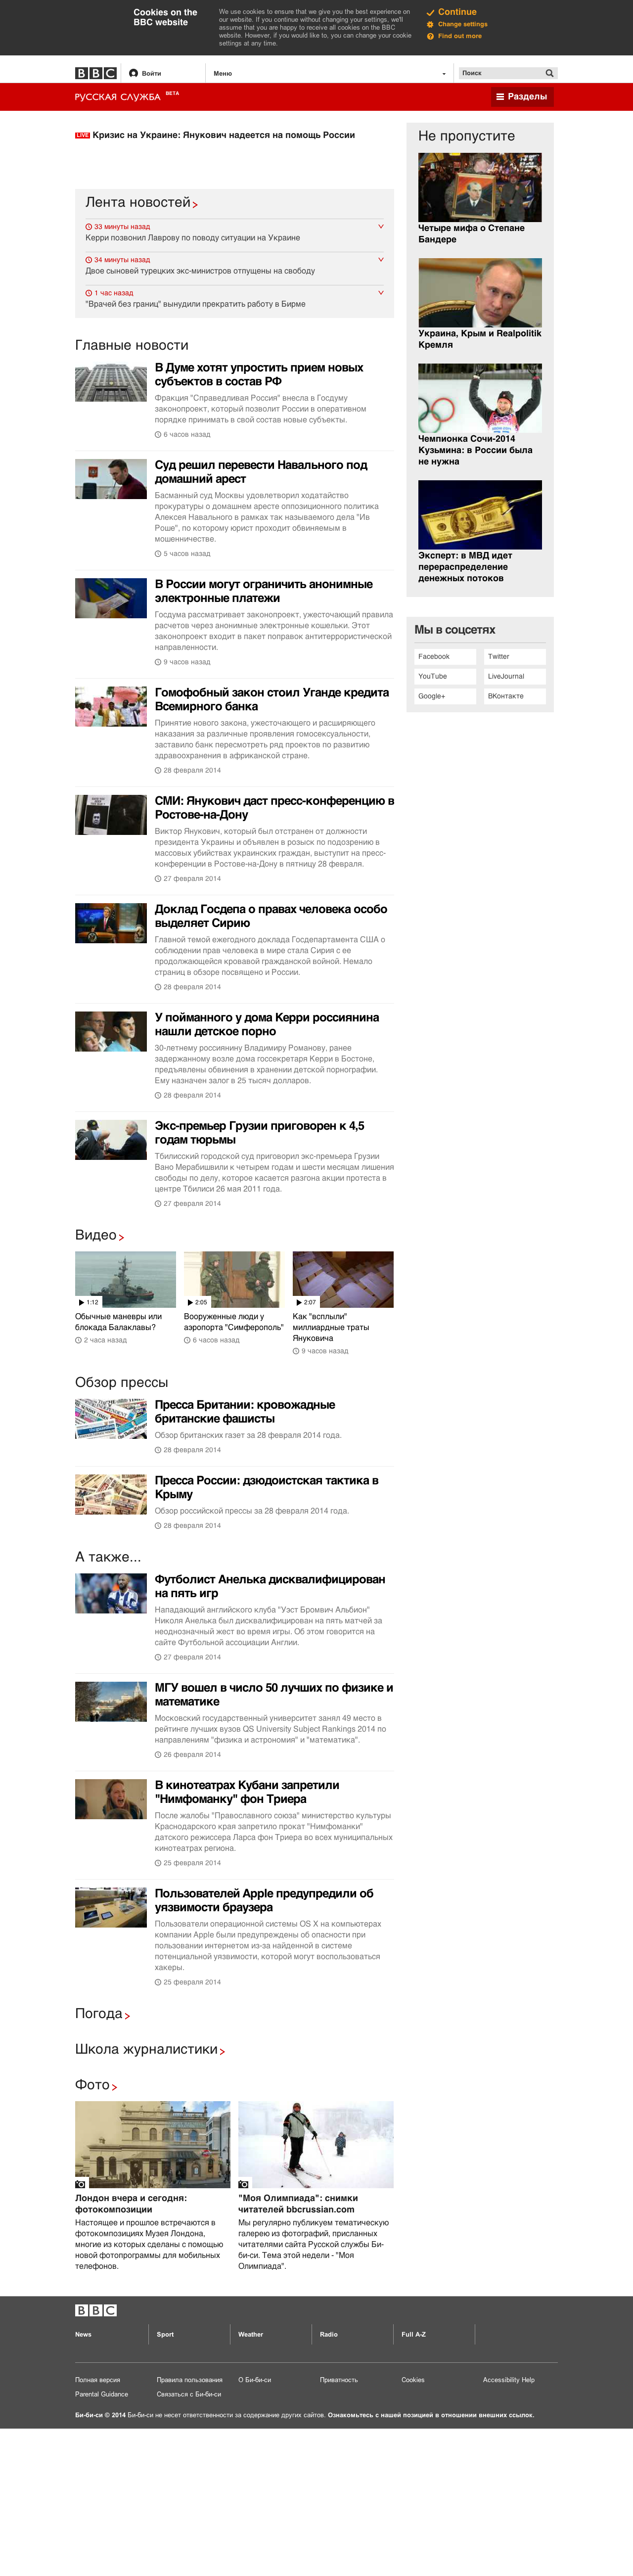 Cookies on the
BBC website
We use cookies to ensure that we give you the best experience on
our website. If you continue without changing your settings, we'll
assume that you are happy to receive all cookies on the BBC
website. However, if you would like to, you can change your cookie
settings at any time.
Continue
Change settings
Find out more
BBC
Войти
Меню
Поиск
РУССКАЯ СЛУЖБА BETA
Разделы
LIVE Кризис на Украине: Янукович надеется на помощь России
Лента новостей
33 минуты назад
Керри позвонил Лаврову по поводу ситуации на Украине
34 минуты назад
Двое сыновей турецких экс-министров отпущены на свободу
1 час назад
"Врачей без границ" вынудили прекратить работу в Бирме
Главные новости
В Думе хотят упростить прием новых
субъектов в состав РФ
Фракция "Справедливая Россия" внесла в Госдуму
законопроект, который позволит России в оперативном
порядке принимать в свой состав новые субъекты.
6 часов назад
Суд решил перевести Навального под
домашний арест
Басманный суд Москвы удовлетворил ходатайство
прокуратуры о домашнем аресте оппозиционного политика
Алексея Навального в рамках так называемого дела "Ив
Роше", по которому юрист проходит обвиняемым в
мошенничестве.
5 часов назад
В России могут ограничить анонимные
электронные платежи
Госдума рассматривает законопроект, ужесточающий правила
расчетов через анонимные электронные кошельки. Этот
законопроект входит в пакет поправок антитеррористической
направленности.
9 часов назад
Гомофобный закон стоил Уганде кредита
Всемирного банка
Принятие нового закона, ужесточающего и расширяющего
наказания за различные проявления гомосексуальности,
заставило банк пересмотреть ряд проектов по развитию
здравоохранения в африканской стране.
28 февраля 2014
СМИ: Янукович даст пресс-конференцию в
Ростове-на-Дону
Виктор Янукович, который был отстранен от должности
президента Украины и объявлен в розыск по подозрению в
массовых убийствах украинских граждан, выступит на пресс-
конференции в Ростове-на-Дону в пятницу 28 февраля.
27 февраля 2014
Доклад Госдепа о правах человека особо
выделяет Сирию
Главной темой ежегодного доклада Госдепартамента США о
соблюдении прав человека в мире стала Сирия с ее
продолжающейся кровавой гражданской войной. Немало
страниц в обзоре посвящено и России.
28 февраля 2014
У пойманного у дома Керри россиянина
нашли детское порно
30-летнему россиянину Владимиру Романову, ранее
задержанному возле дома госсекретаря Керри в Бостоне,
предъявлены обвинения в хранении детской порнографии.
Ему назначен залог в 25 тысяч долларов.
28 февраля 2014
Экс-премьер Грузии приговорен к 4,5
годам тюрьмы
Тбилисский городской суд приговорил экс-премьера Грузии
Вано Мерабишвили к четырем годам и шести месяцам лишения
свободы по делу, которое касается разгона акции протеста в
центре Тбилиси 26 мая 2011 года.
27 февраля 2014
Видео
1:12
Обычные маневры или
блокада Балаклавы?
2 часа назад
2:05
Вооруженные люди у
аэропорта "Симферополь"
6 часов назад
2:07
Как "всплыли"
миллиардные траты
Януковича
9 часов назад
Обзор прессы
Пресса Британии: кровожадные
британские фашисты
Обзор британских газет за 28 февраля 2014 года.
28 февраля 2014
Пресса России: дзюдоистская тактика в
Крыму
Обзор российской прессы за 28 февраля 2014 года.
28 февраля 2014
А также...
Футболист Анелька дисквалифицирован
на пять игр
Нападающий английского клуба "Уэст Бромвич Альбион"
Николя Анелька был дисквалифицирован на пять матчей за
неоднозначный жест во время игры. Об этом говорится на
сайте Футбольной ассоциации Англии.
27 февраля 2014
МГУ вошел в число 50 лучших по физике и
математике
Московский государственный университет занял 49 место в
рейтинге лучших вузов QS University Subject Rankings 2014 по
направлениям "физика и астрономия" и "математика".
26 февраля 2014
В кинотеатрах Кубани запретили
"Нимфоманку" фон Триера
После жалобы "Православного союза" министерство культуры
Краснодарского края запретило прокат "Нимфоманки"
датского режиссера Ларса фон Триера во всех муниципальных
кинотеатрах региона.
25 февраля 2014
Пользователей Apple предупредили об
уязвимости браузера
Пользователи операционной системы OS X на компьютерах
компании Apple были предупреждены об опасности при
пользовании интернетом из-за найденной в системе
потенциальной уязвимости, которой могут воспользоваться
хакеры.
25 февраля 2014
Погода
Школа журналистики
Фото
Лондон вчера и сегодня:
фотокомпозиции
Настоящее и прошлое встречаются в
фотокомпозициях Музея Лондона,
многие из которых сделаны с помощью
новой фотопрограммы для мобильных
телефонов.
"Моя Олимпиада": снимки
читателей bbcrussian.com
Мы регулярно публикуем тематическую
галерею из фотографий, присланных
читателями сайта Русской службы Би-
би-си. Тема этой недели - "Моя
Олимпиада".
Не пропустите
Четыре мифа о Степане
Бандере
Украина, Крым и Realpolitik
Кремля
Чемпионка Сочи-2014
Кузьмина: в России была
не нужна
Эксперт: в МВД идет
перераспределение
денежных потоков
Мы в соцсетях
Facebook
Twitter
YouTube
LiveJournal
Google+
ВКонтакте
BBC
News
Sport
Weather
Radio
Full A-Z
Полная версия
Правила пользования
О Би-би-си
Приватность
Cookies
Accessibility Help
Parental Guidance
Связаться с Би-би-си
Би-би-си © 2014 Би-би-си не несет ответственности за содержание других сайтов. Ознакомьтесь с нашей позицией в отношении внешних ссылок.